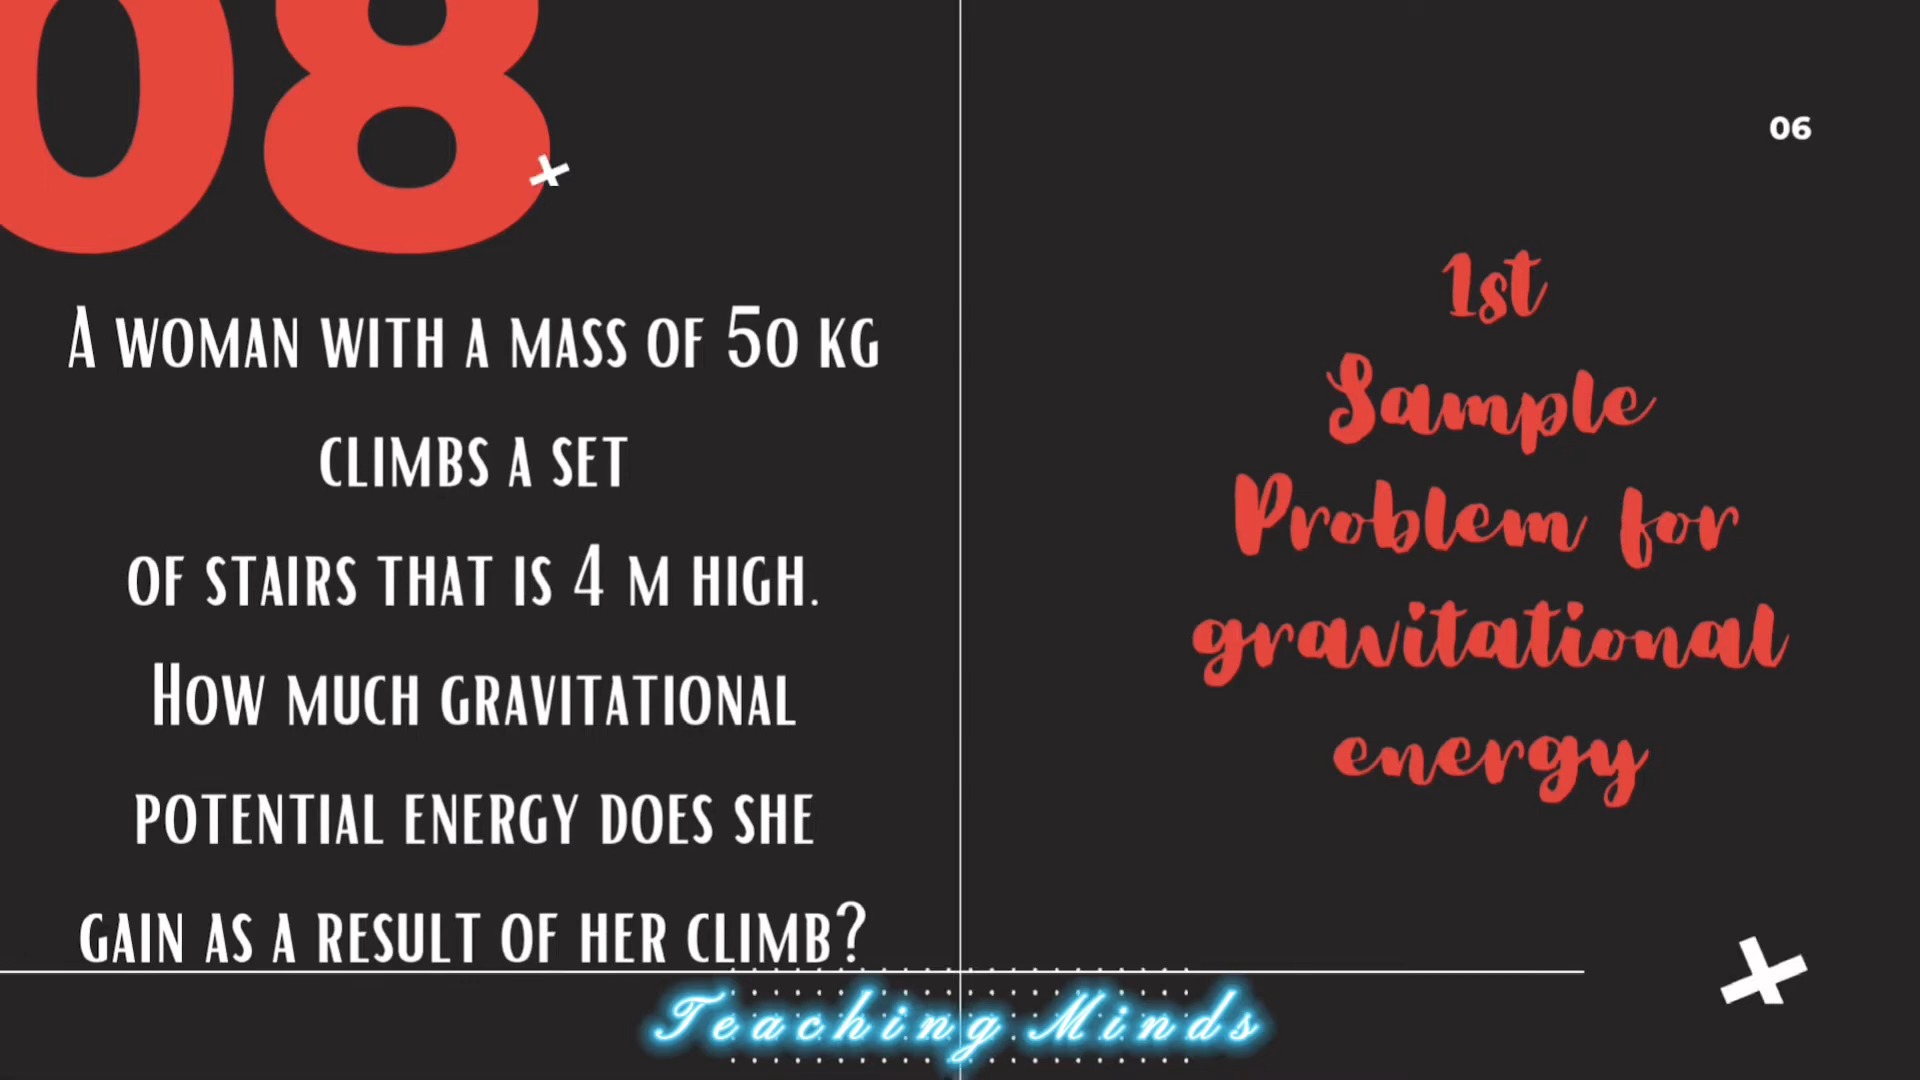 08
A woman with a mass of 50 kg
climbs a set
of stairs that is 4 m high.
How much gravitational
potential energy does she
gain as a result of her climb?
06
1st
Sample
Problem for
gravitational
energy
Teaching Minds